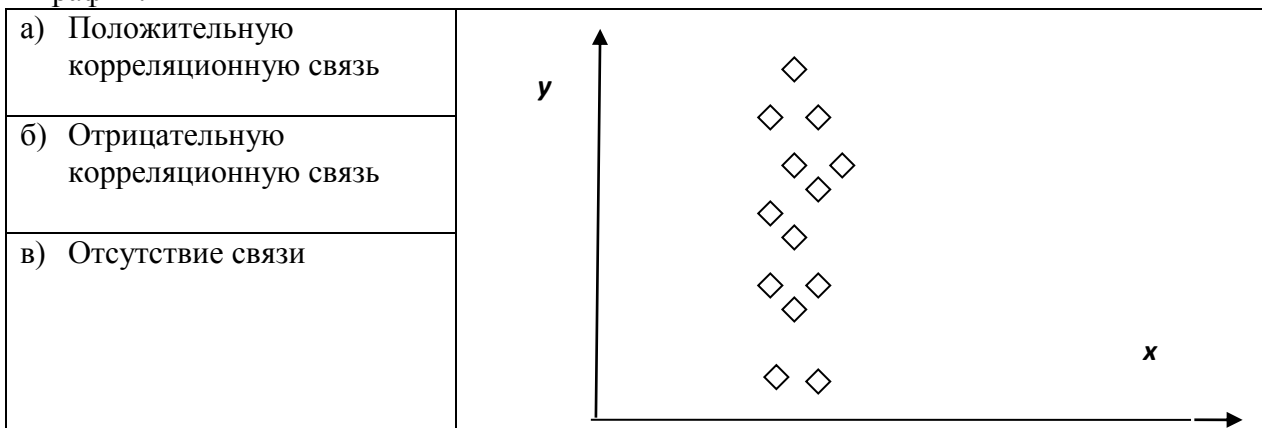 а) Положительную
корреляционную связь
б) Отрицательную
корреляционную связь
в) Отсутствие связи
y
x